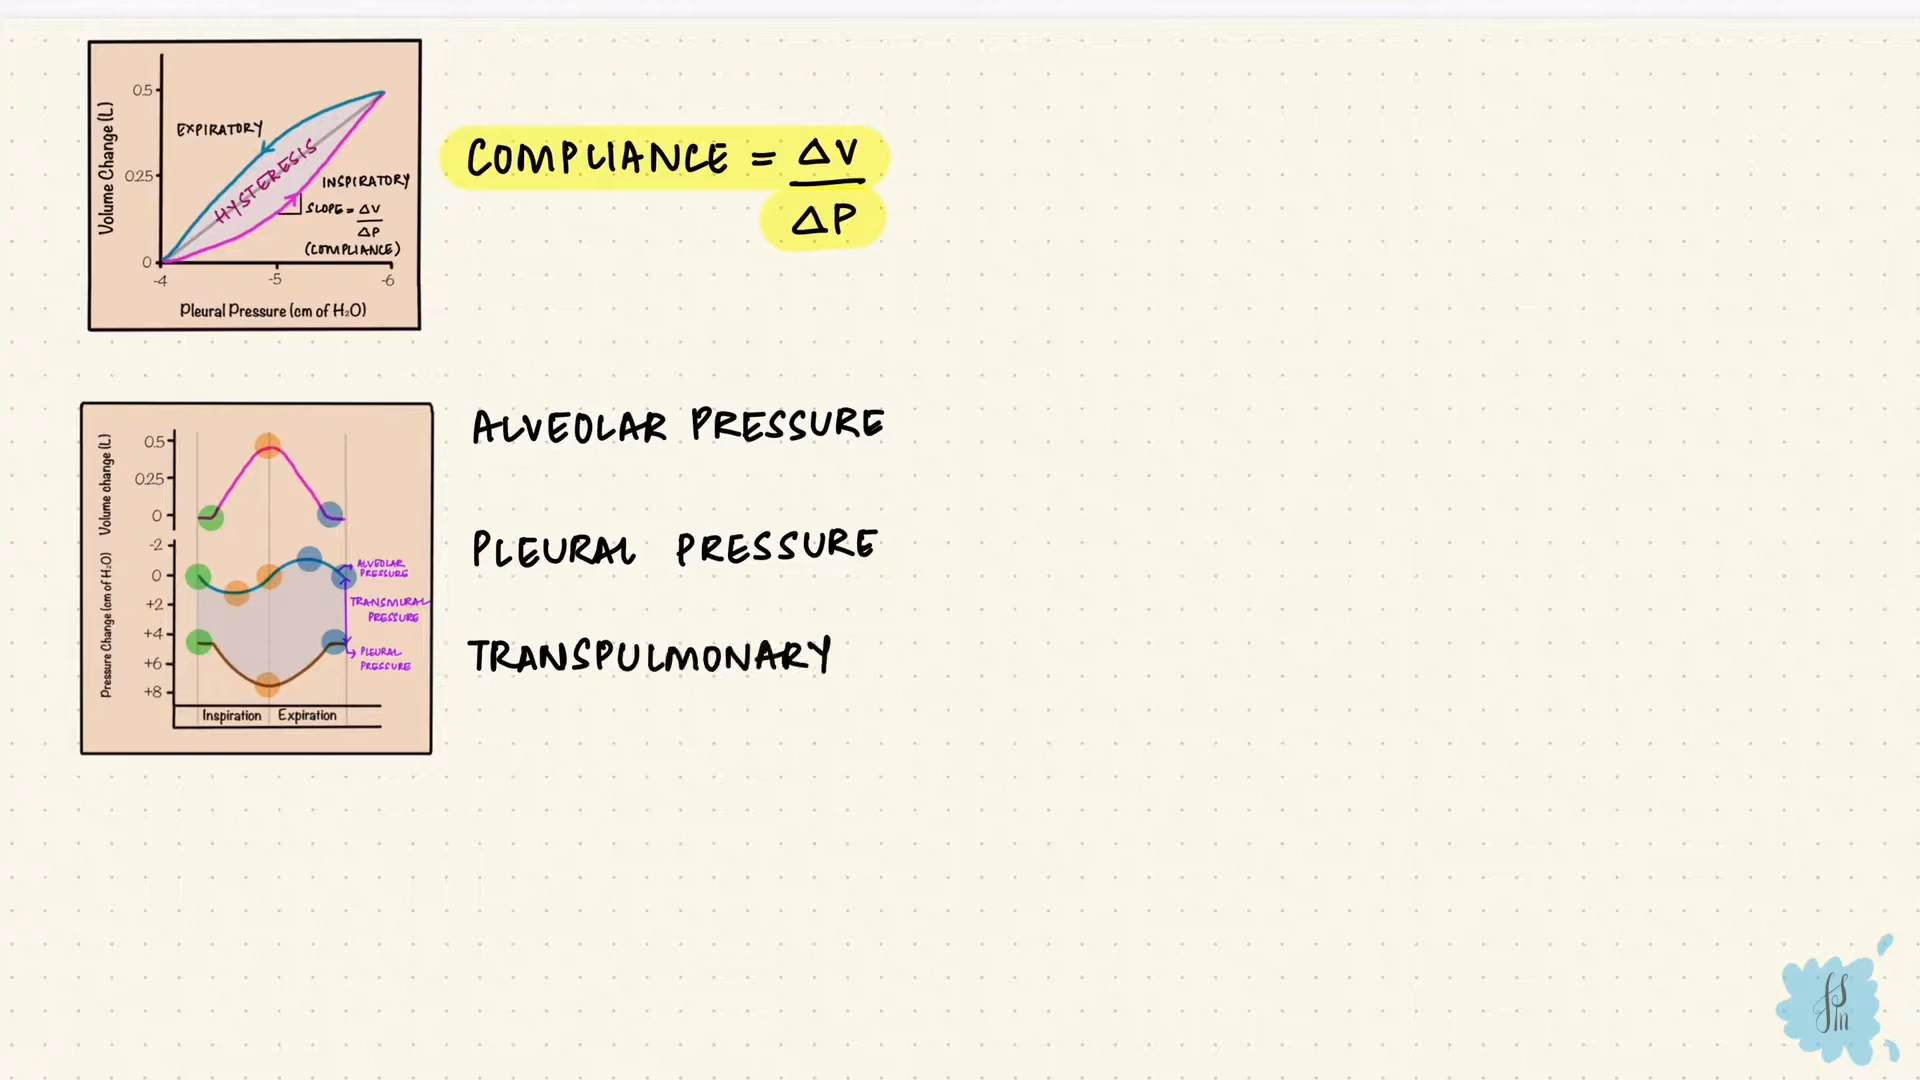 Volume Change (L)
0.5
0.25
0
-4
-5
-6
EXPIRATORY
HYSTERESIS
INSPIRATORY
SLOPE = ΔV
ΔP
(COMPLIANCE)
Pleural Pressure (cm of H₂O)
COMPLIANCE = ΔV
ΔP
Volume change (L)
0.5
0.25
0
Pressure Change (cm of H₂O)
-2
0
+2
+4
+6
+8
ALVEOLAR
PRESSURE
TRANSMURAL
PRESSURE
PLEURAL
PRESSURE
Inspiration
Expiration
ALVEOLAR PRESSURE
PLEURAL PRESSURE
TRANSPULMONARY